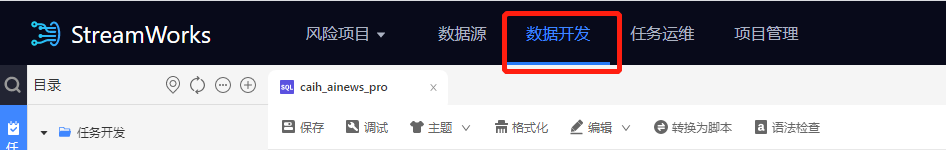 StreamWorks 风险项目 数据源 数据开发 任务运维 项目管理
目录 SQL caih_ainews_pro
保存 调试 主题 格式化 编辑 转换为脚本 a 语法检查
任务开发
任